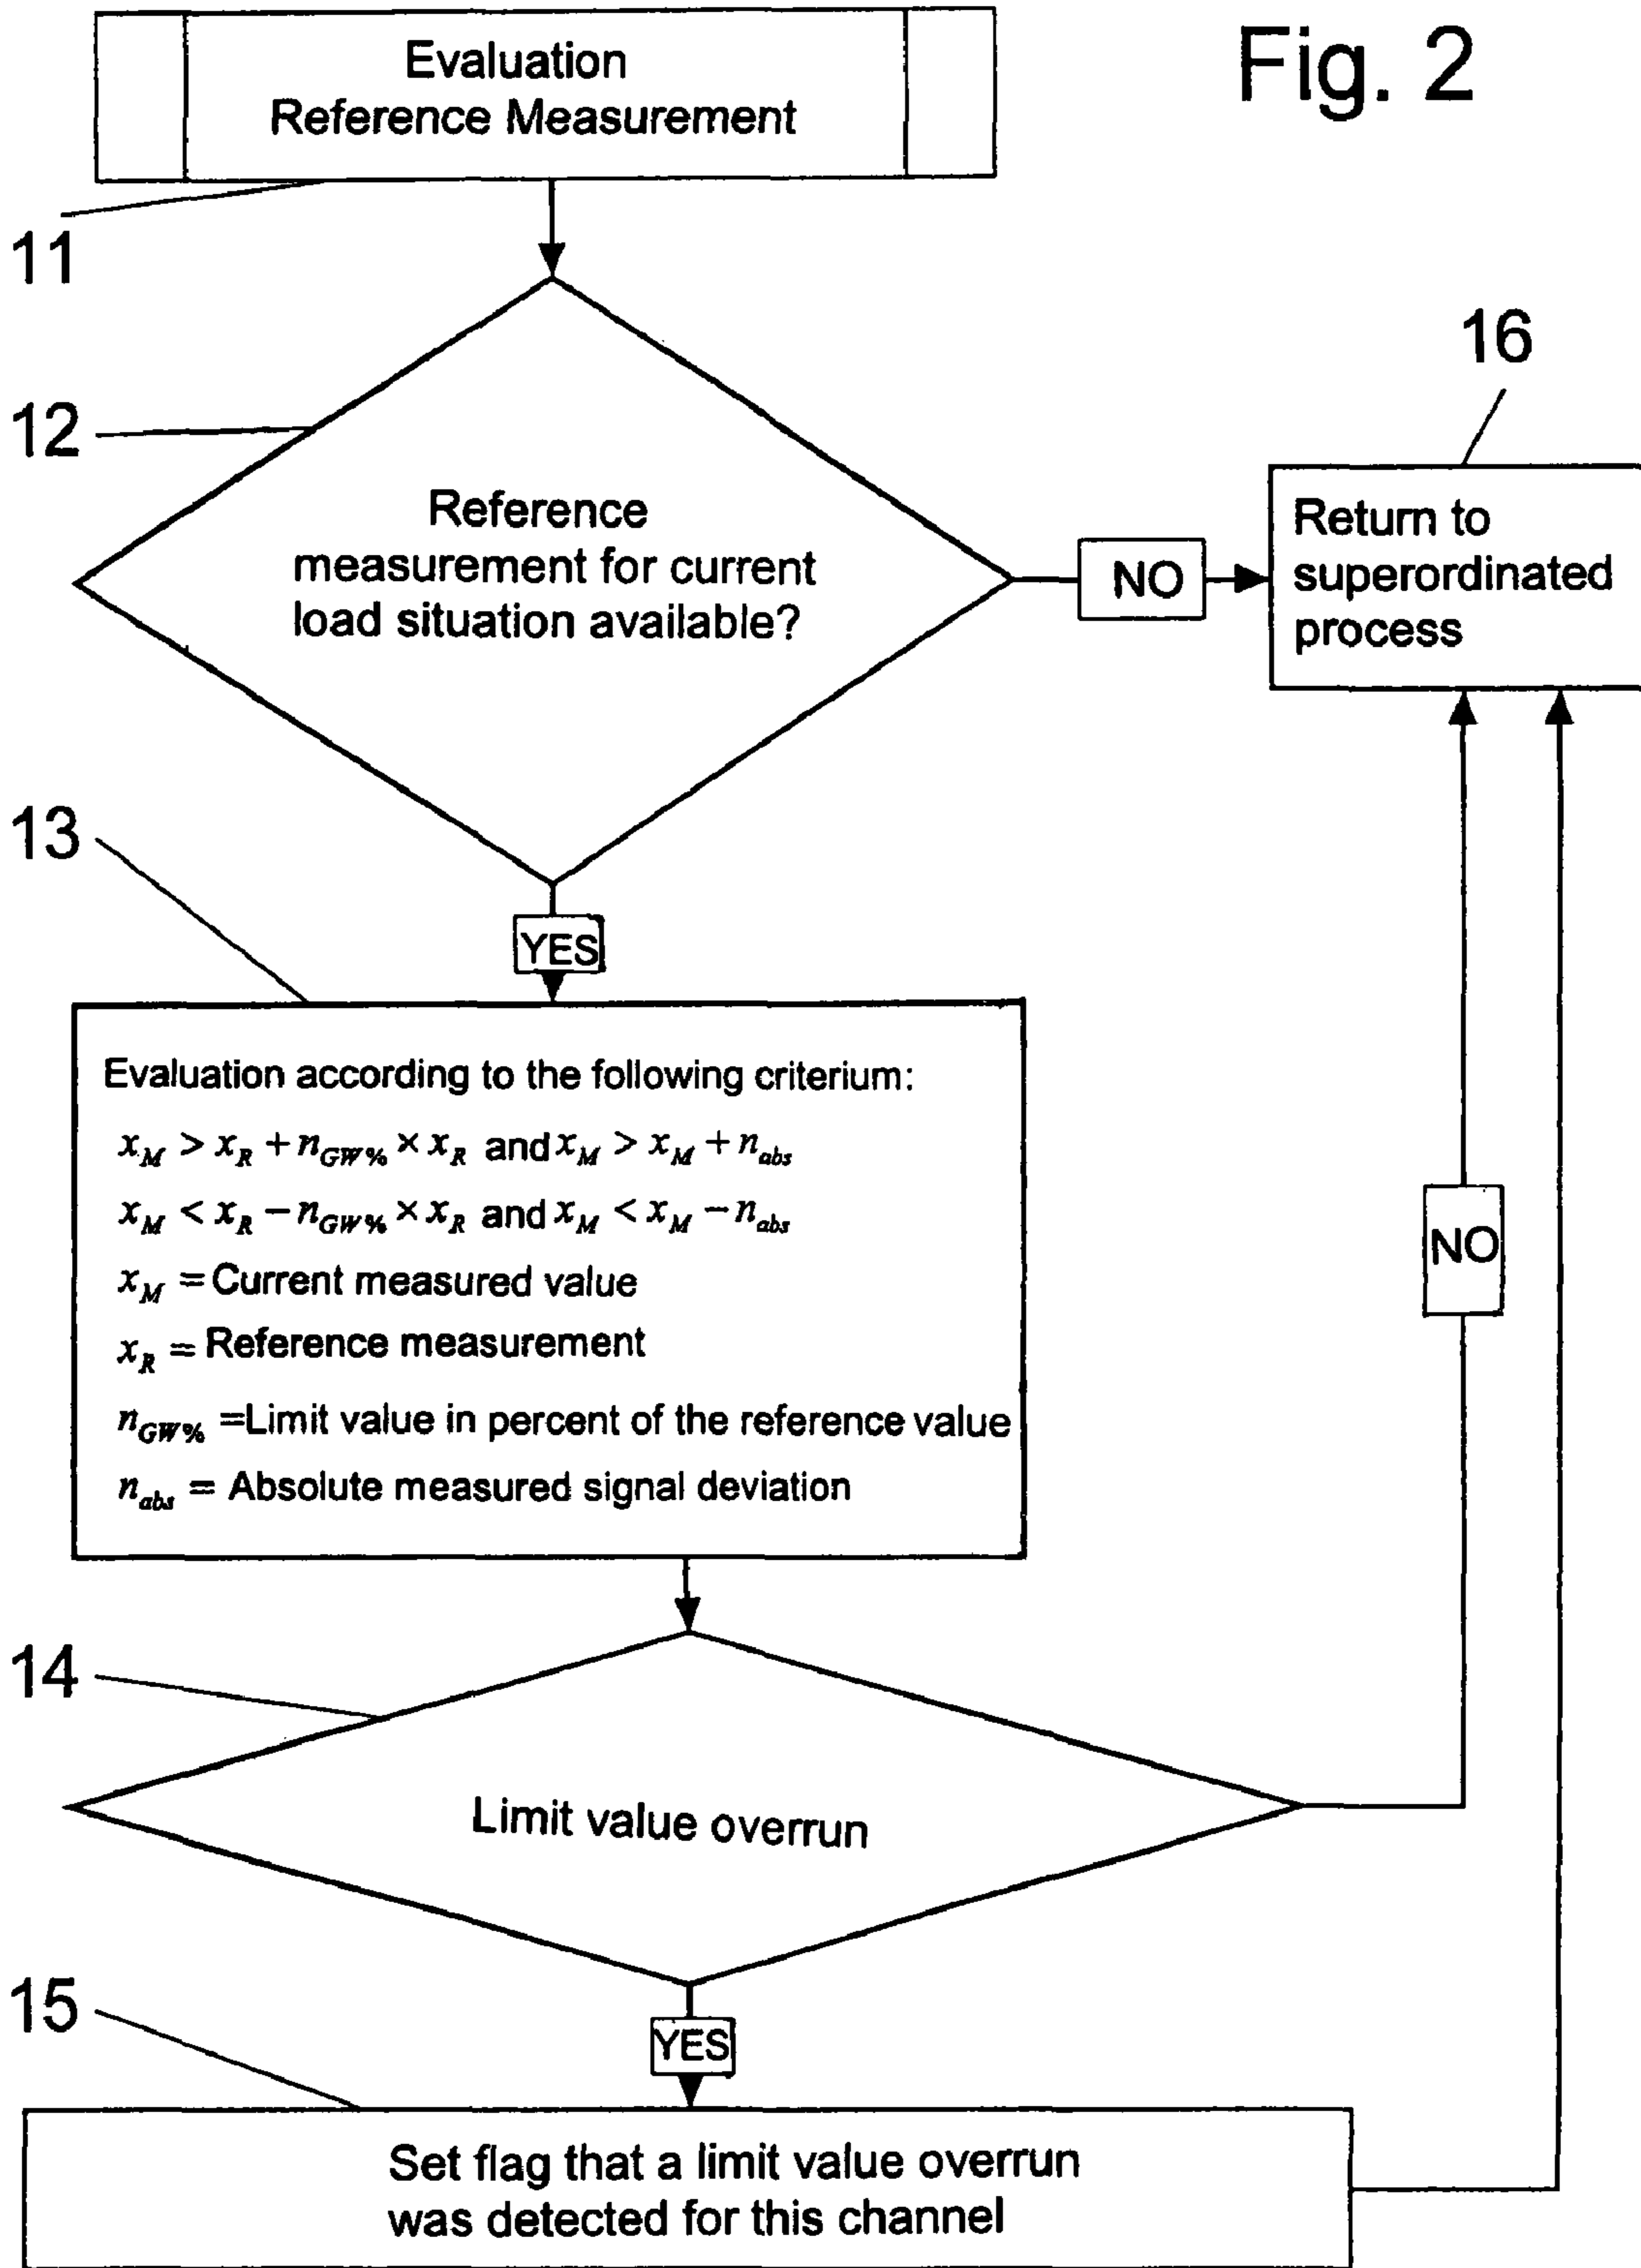 Fig. 2
Evaluation
Reference Measurement
11
12
16
Reference
measurement for current
load situation available?
NO
Return to
superordinated
process
13
YES
Evaluation according to the following criterium:
x_M > x_R + n_GW% × x_R and x_M > x_M + n_abs
x_M < x_R − n_GW% × x_R and x_M < x_M − n_abs
x_M = Current measured value
x_R = Reference measurement
n_GW% = Limit value in percent of the reference value
n_abs = Absolute measured signal deviation
NO
14
Limit value overrun
15
YES
Set flag that a limit value overrun
was detected for this channel